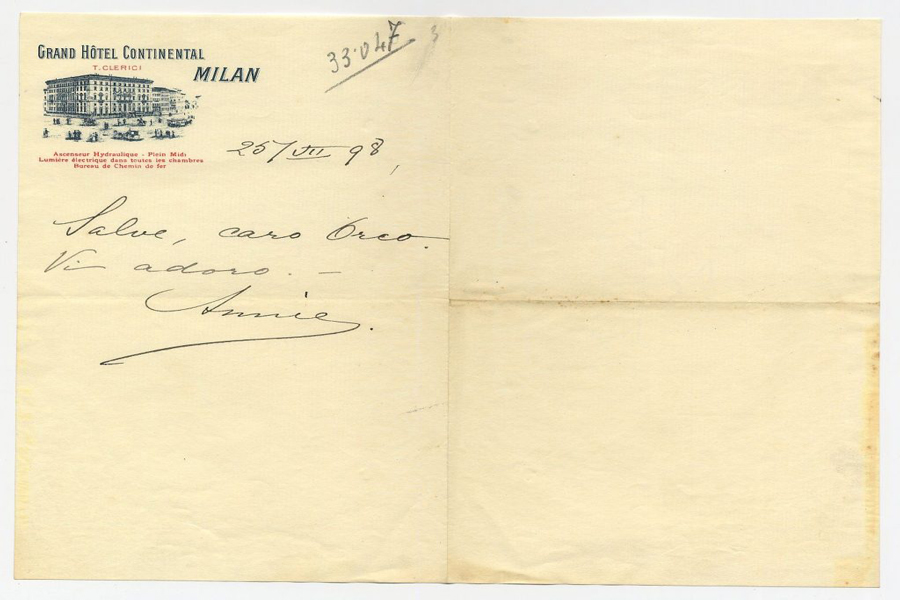 GRAND HÔTEL CONTINENTAL
T. CLERICI
MILAN
33·047
Ascenseur Hydraulique - Plein Midi
Lumière électrique dans toutes les chambres
Bureau de Chemin de fer
25/VII 98,
Salve, caro Orco.
Vi adoro. —
Annie.